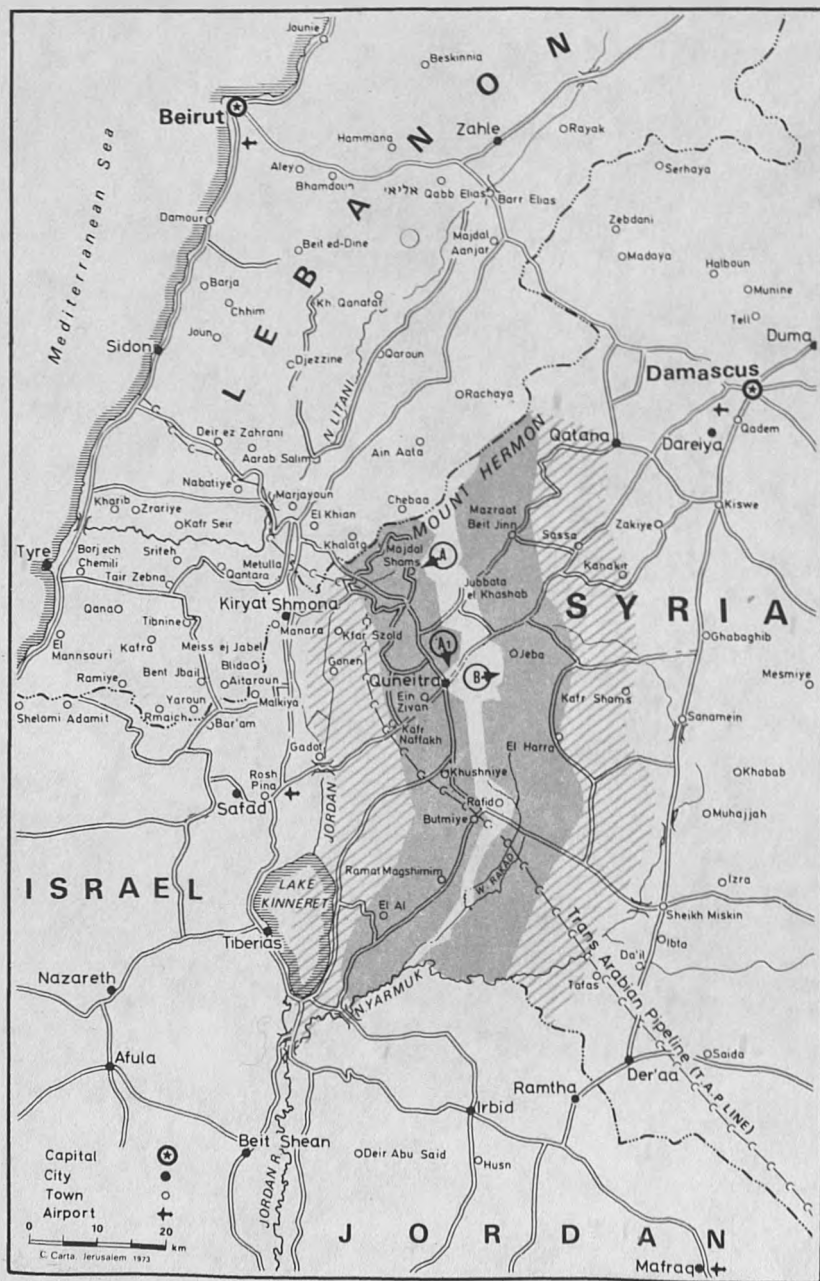 Jounie
Beskinnia
LEBANON
Beirut
Hammana
Zahle
Rayak
Aley
Bhamdoun
אליאי
Qabb Elias
Barr Elias
Serhaya
Mediterranean Sea
Damour
Beit ed-Dine
Majdal
Aanjar
Zebdani
Madaya
Halboun
Munine
Barja
Chhim
Kh. Qanafar
Tell
Joun
Duma
Sidon
Djezzine
Qaroun
N LITANI
Damascus
Rachaya
Qadem
Deir ez Zahrani
Aarab Salim
Ain Aata
Qatana
Dareiya
MOUNT HERMON
Nabatiye
Marjayoun
Chebaa
Mazraat
Beit Jinn
Kiswe
Kharib
Zrariye
Kafr Seir
El Khian
Sassa
Zakiye
Khalata
Majdal
Shams
A
Tyre
Borj ech
Chemili
Sriteh
Metulla
Kanakit
Tair Zebna
Qantara
Jubbata
el Khashab
SYRIA
Kiryat Shmona
Qana
Tibnine
Manara
Kfar Szold
El
Mannsouri
Kafra
Meiss ej Jabel
A1
Ghabaghib
Blida
Gonen
Jeba
Ramiye
Bent Jbail
Aitaroun
Quneitra
B
Mesmiye
Yaroun
Malkiya
Ein
Zivan
Kafr Shams
Shelomi
Adamit
Rmaich
Bar'am
Kafr
Naffakh
Sanamein
Gadot
El Harra
Rosh
Pina
Khushniye
Khabab
Safad
JORDAN
Rafid
Butmiye
Muhajjah
ISRAEL
LAKE
KINNERET
Ramat Magshimim
W. RAKAD
Izra
El Al
Sheikh Miskin
Tiberias
Trans Arabian Pipeline (T.A.P LINE)
Ibta
Da'il
Nazareth
N YARMUK
Tafas
Afula
Saida
Der'aa
Ramtha
Irbid
Beit Shean
Deir Abu Said
Husn
JORDAN R.
Capital
City
Town
Airport
0 10 20
km
C. Carta, Jerusalem 1973
JORDAN
Mafraq